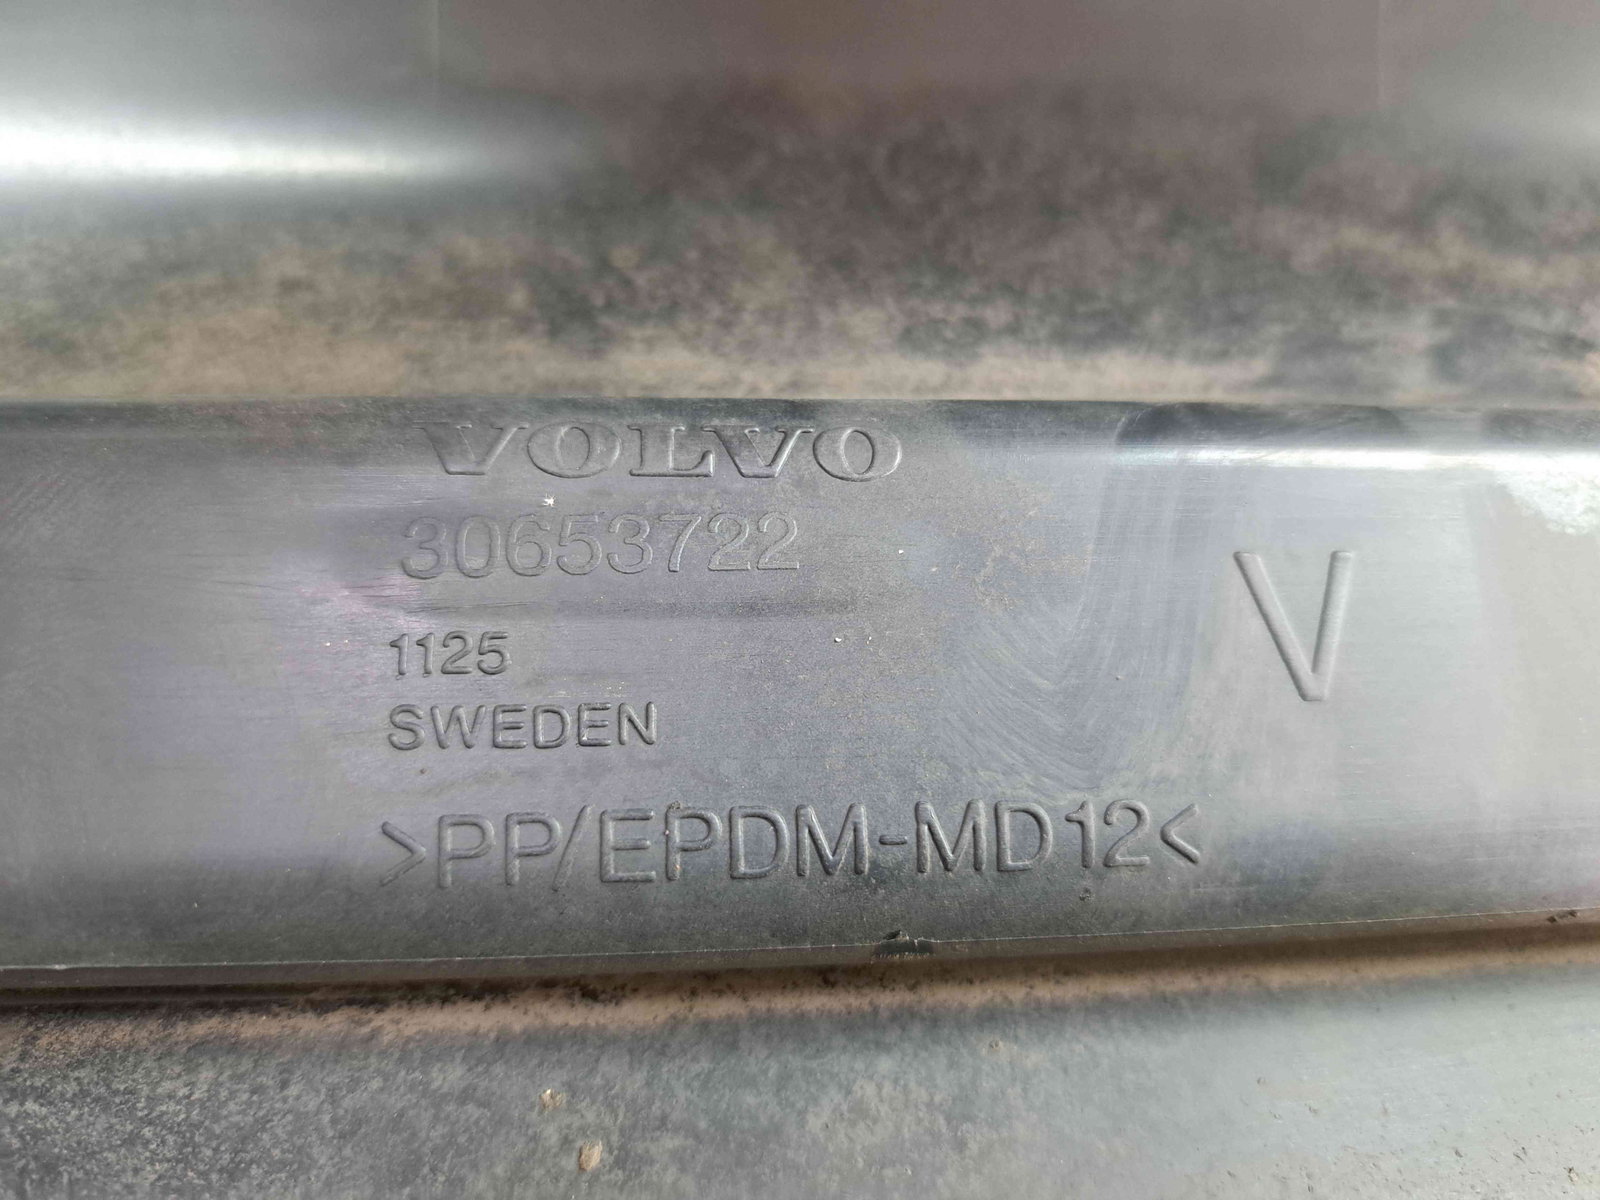 VOLVO
30653722
1125
SWEDEN
V
>PP/EPDM-MD12<